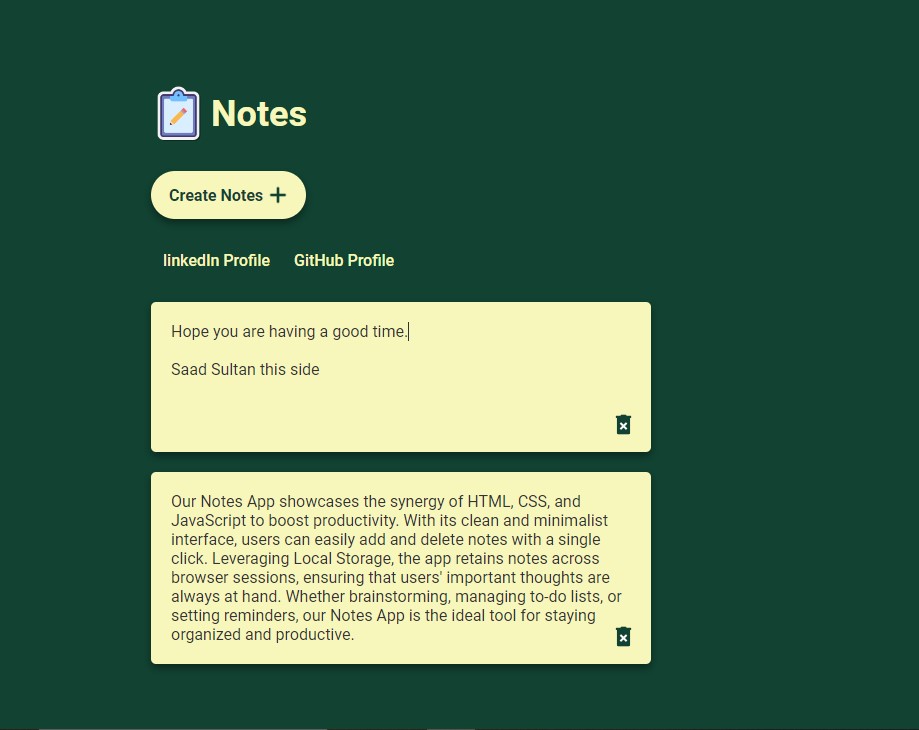 Notes
Create Notes
linkedIn Profile GitHub Profile
Hope you are having a good time.
Saad Sultan this side
Our Notes App showcases the synergy of HTML, CSS, and
JavaScript to boost productivity. With its clean and minimalist
interface, users can easily add and delete notes with a single
click. Leveraging Local Storage, the app retains notes across
browser sessions, ensuring that users' important thoughts are
always at hand. Whether brainstorming, managing to-do lists, or
setting reminders, our Notes App is the ideal tool for staying
organized and productive.